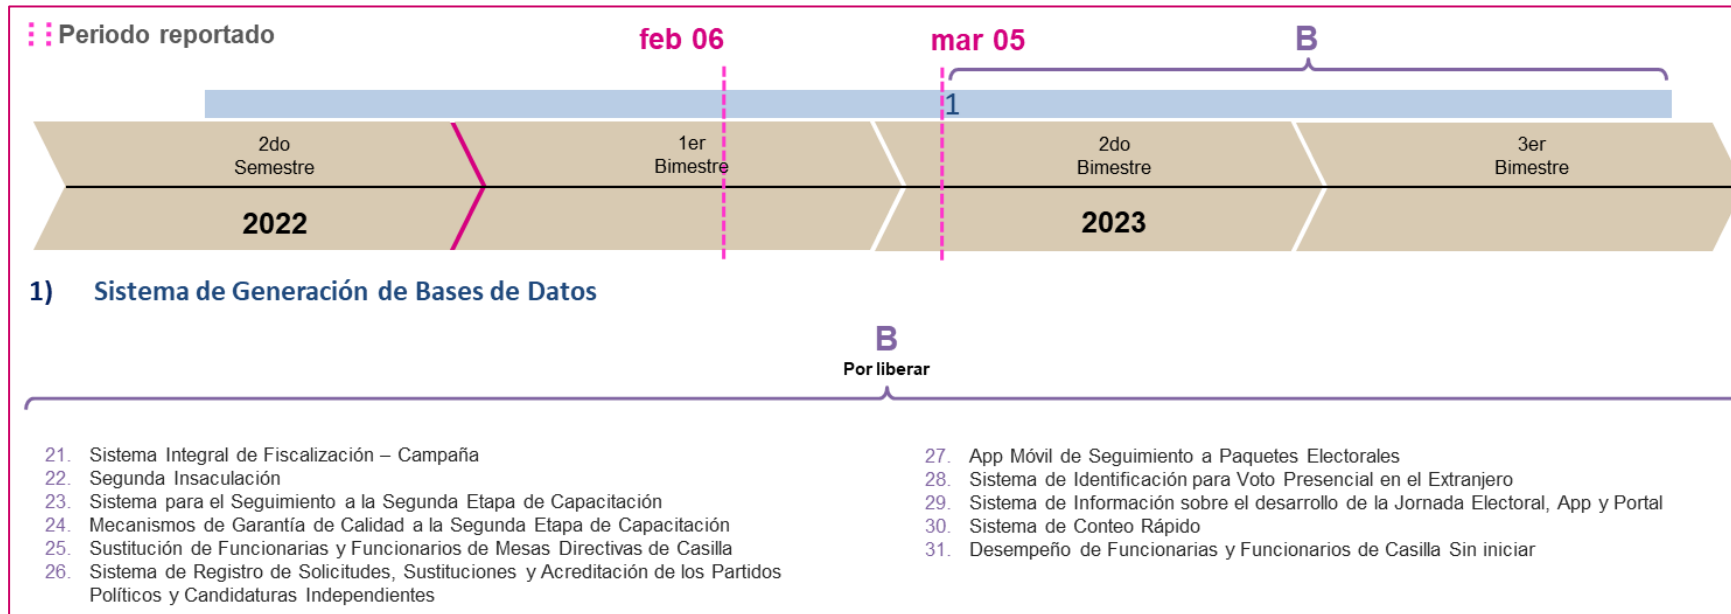 Periodo reportado
feb 06
mar 05
B
1
2do
Semestre
1er
Bimestre
2do
Bimestre
3er
Bimestre
2022
2023
1) Sistema de Generación de Bases de Datos
B
Por liberar
21. Sistema Integral de Fiscalización – Campaña
22. Segunda Insaculación
23. Sistema para el Seguimiento a la Segunda Etapa de Capacitación
24. Mecanismos de Garantía de Calidad a la Segunda Etapa de Capacitación
25. Sustitución de Funcionarias y Funcionarios de Mesas Directivas de Casilla
26. Sistema de Registro de Solicitudes, Sustituciones y Acreditación de los Partidos
Políticos y Candidaturas Independientes
27. App Móvil de Seguimiento a Paquetes Electorales
28. Sistema de Identificación para Voto Presencial en el Extranjero
29. Sistema de Información sobre el desarrollo de la Jornada Electoral, App y Portal
30. Sistema de Conteo Rápido
31. Desempeño de Funcionarias y Funcionarios de Casilla Sin iniciar